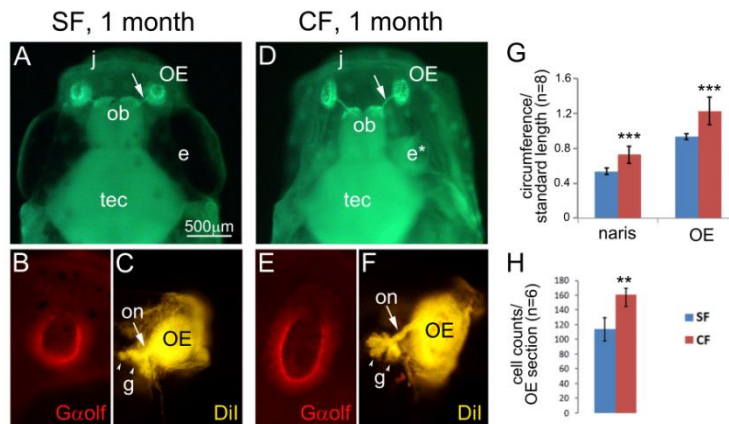 SF, 1 month
CF, 1 month
A
j
OE
ob
e
tec
500µm
D
j
OE
ob
e*
tec
B
Gαolf
C
on
OE
g
DiI
E
Gαolf
F
on
OE
g
DiI
G
circumference/
standard length (n=8)
1.6
1.2
0.8
0.4
0
***
***
naris
OE
H
cell counts/
OE section (n=6)
180
160
140
120
100
80
60
40
20
0
**
SF
CF